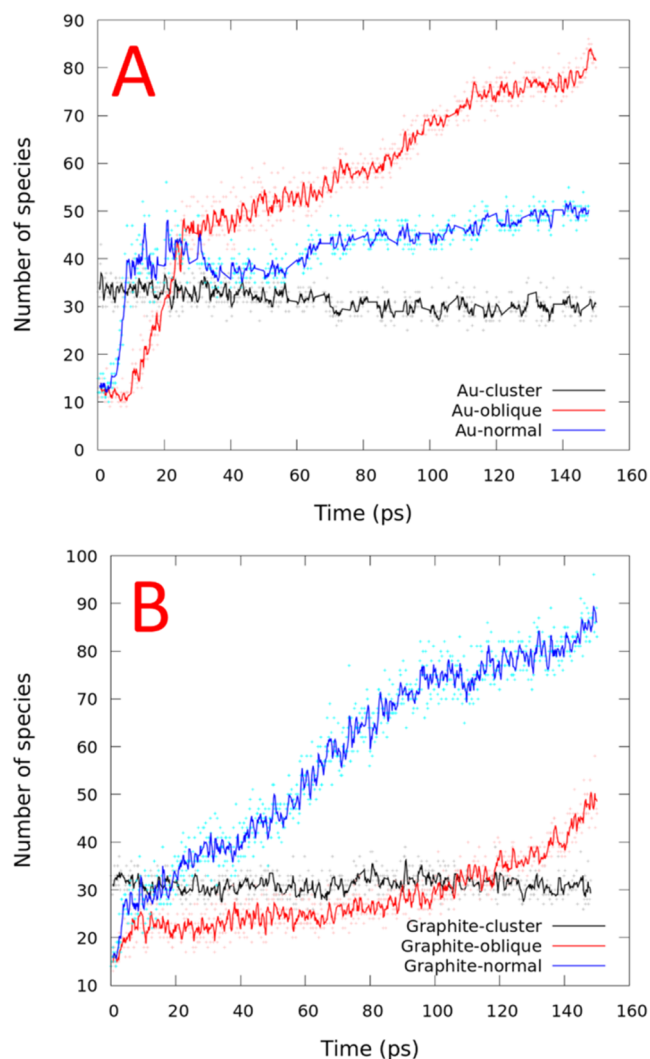 A
90
80
70
60
50
40
30
20
10
0
Number of species
Au-cluster
Au-oblique
Au-normal
0 20 40 60 80 100 120 140 160
Time (ps)
B
100
90
80
70
60
50
40
30
20
10
Number of species
Graphite-cluster
Graphite-oblique
Graphite-normal
0 20 40 60 80 100 120 140 160
Time (ps)